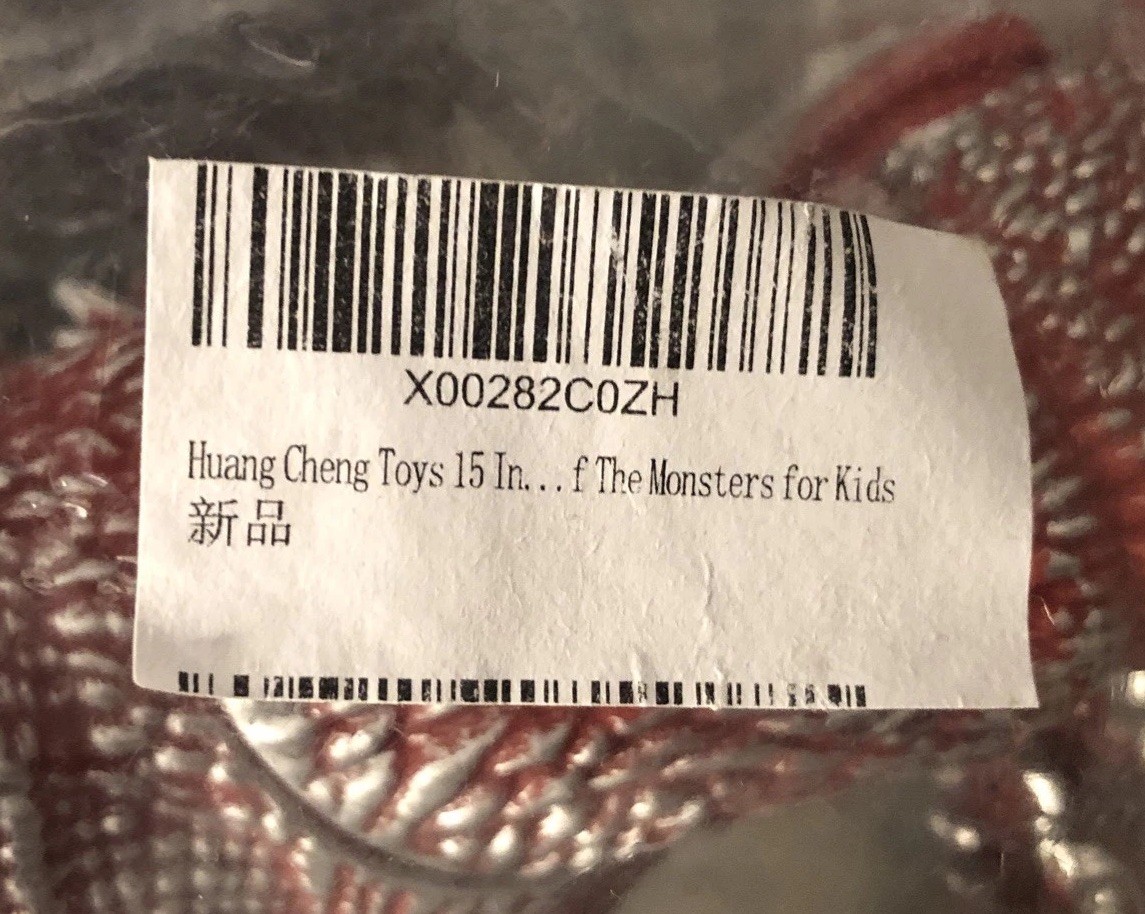 X00282C0ZH
Huang Cheng Toys 15 In...f The Monsters for Kids
新品